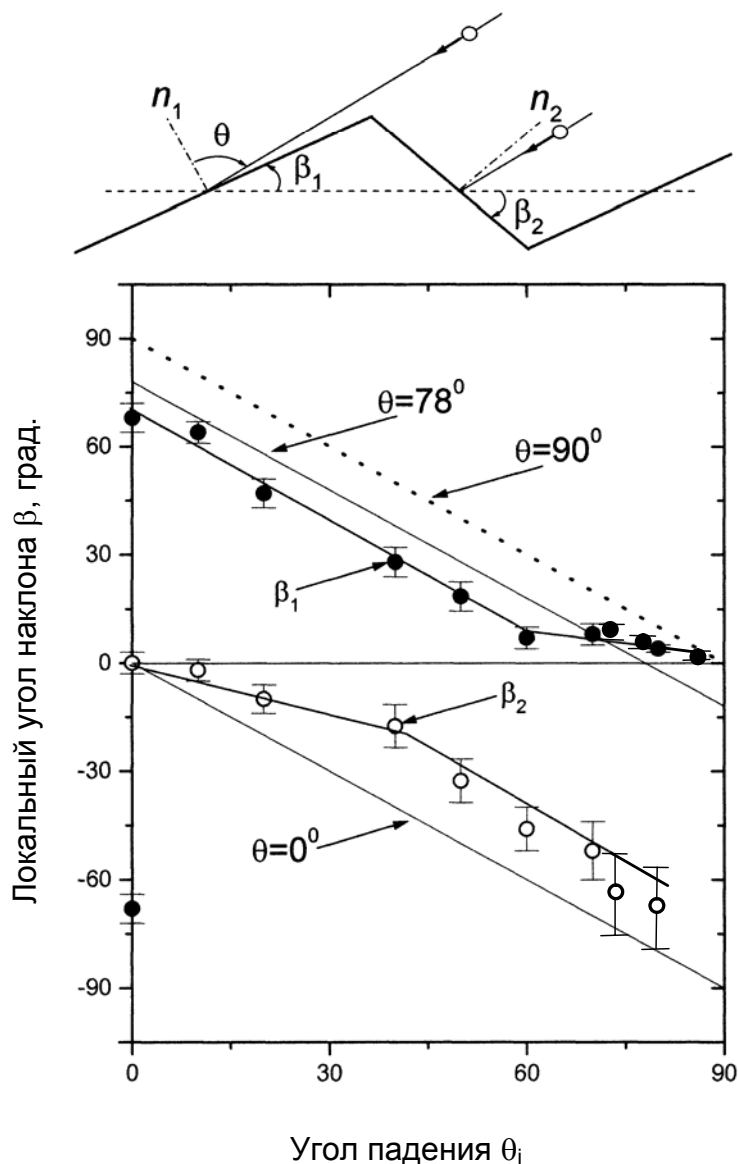 n₁
θ
β₁
n₂
β₂
90
60
30
0
-30
-60
-90
θ=78⁰
θ=90⁰
β₁
β₂
θ=0⁰
0
30
60
90
Локальный угол наклона β, град.
Угол падения θᵢ